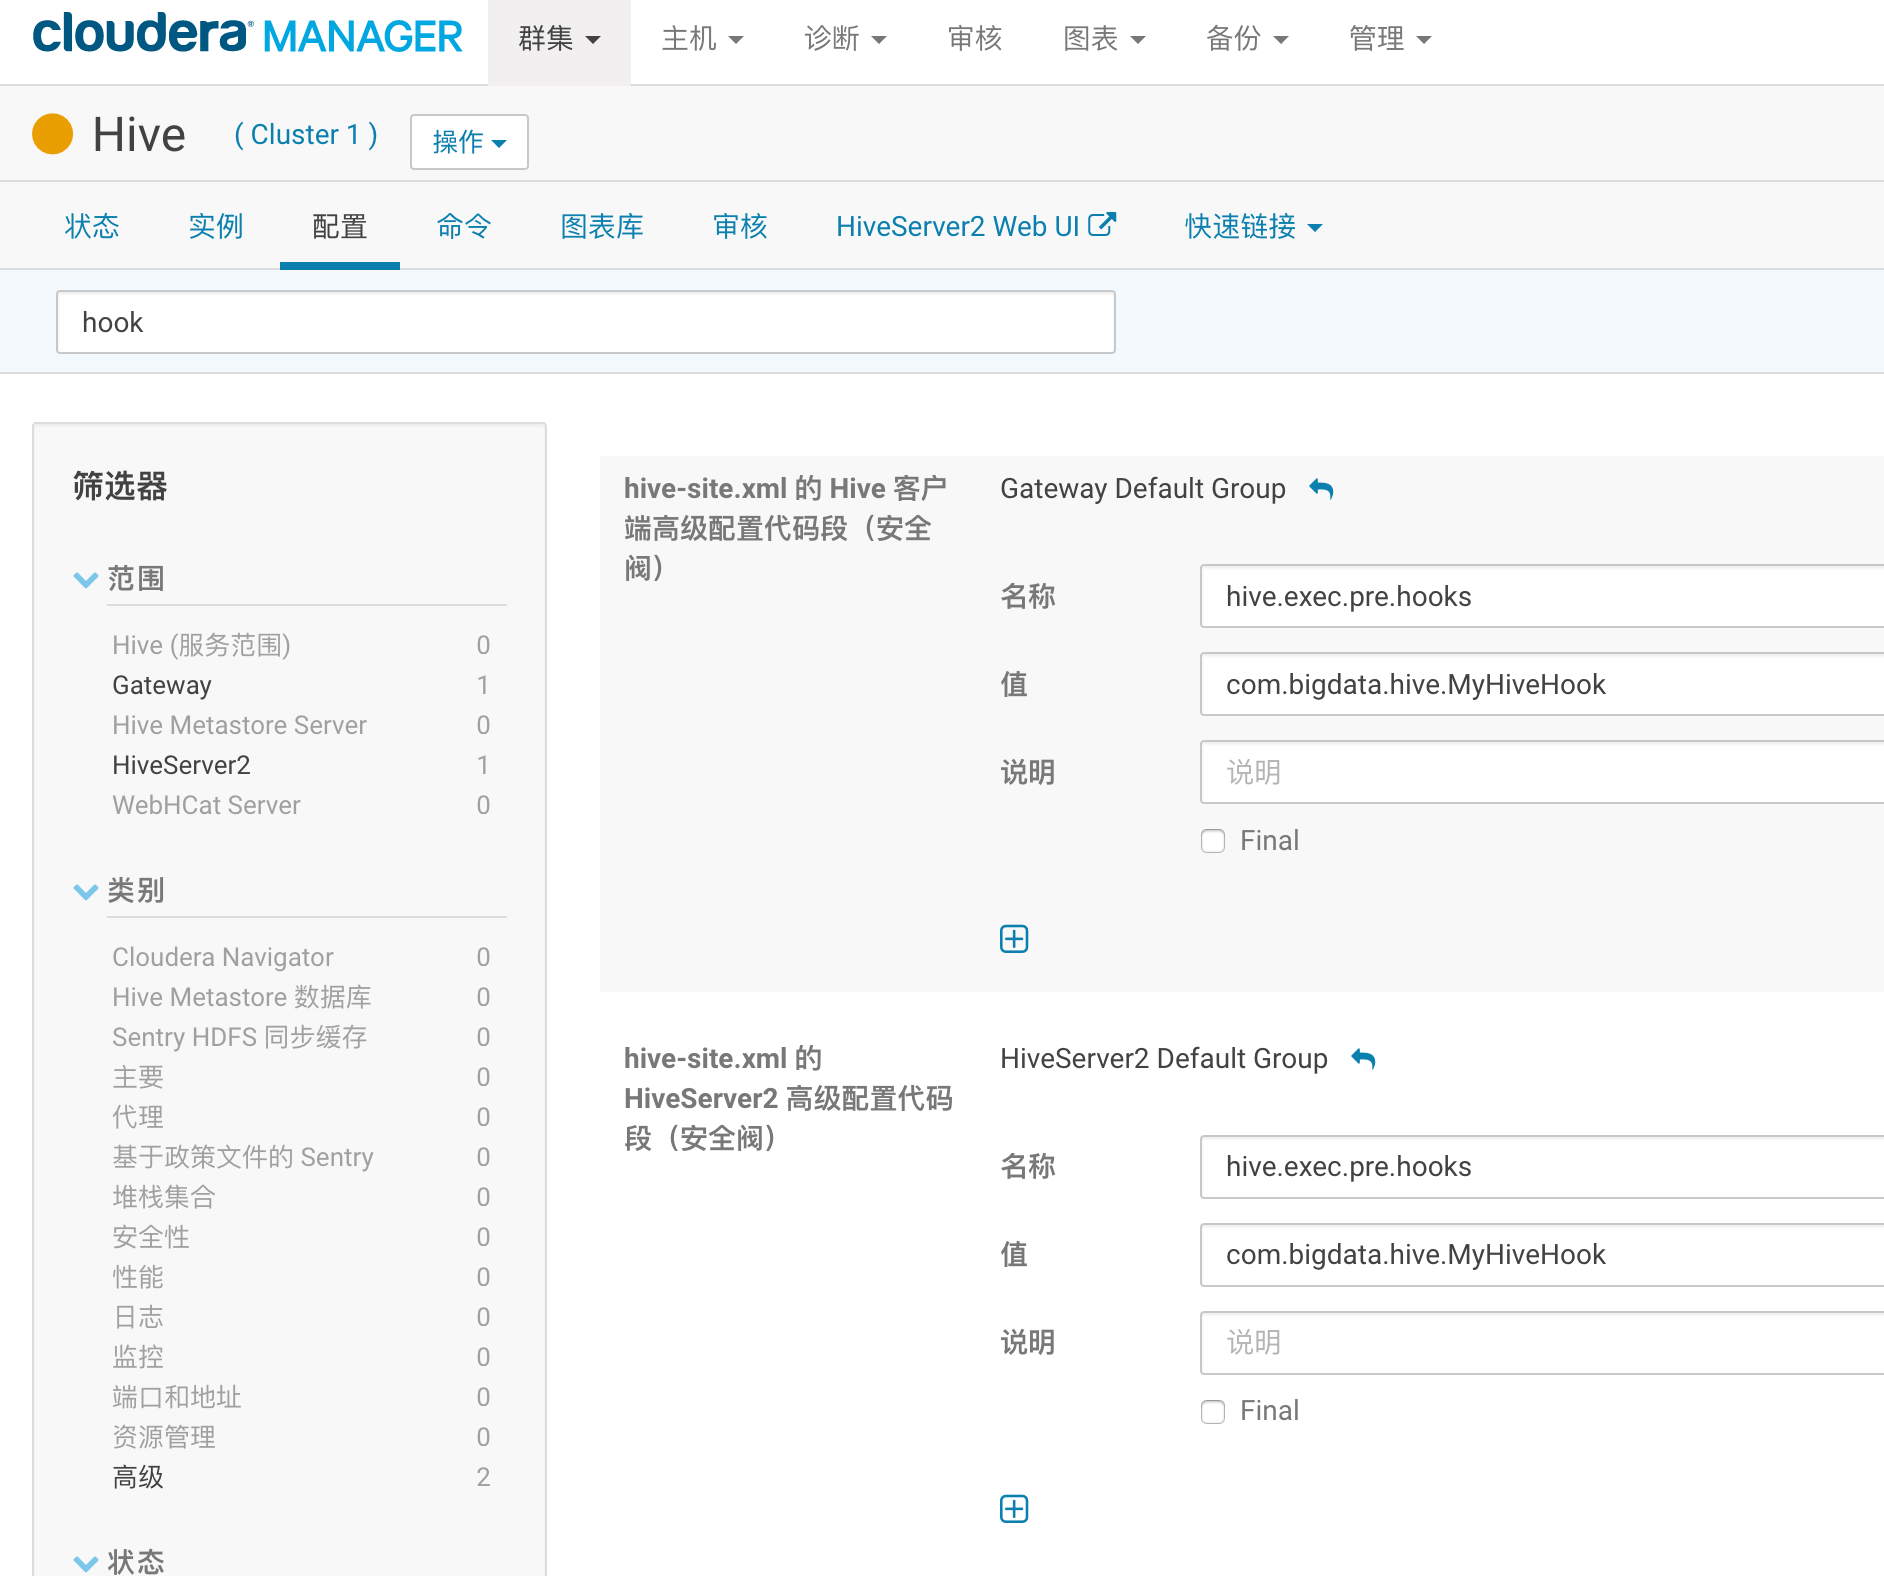 cloudera MANAGER 群集 主机 诊断 审核 图表 备份 管理
Hive ( Cluster 1 ) 操作
状态 实例 配置 命令 图表库 审核 HiveServer2 Web UI 快速链接
hook
筛选器
范围
Hive (服务范围) 0
Gateway 1
Hive Metastore Server 0
HiveServer2 1
WebHCat Server 0
类别
Cloudera Navigator 0
Hive Metastore 数据库 0
Sentry HDFS 同步缓存 0
主要 0
代理 0
基于政策文件的 Sentry 0
堆栈集合 0
安全性 0
性能 0
日志 0
监控 0
端口和地址 0
资源管理 0
高级 2
状态
hive-site.xml 的 Hive 客户
端高级配置代码段（安全
阀）
Gateway Default Group
名称 hive.exec.pre.hooks
值 com.bigdata.hive.MyHiveHook
说明 说明
Final
hive-site.xml 的
HiveServer2 高级配置代码
段（安全阀）
HiveServer2 Default Group
名称 hive.exec.pre.hooks
值 com.bigdata.hive.MyHiveHook
说明 说明
Final